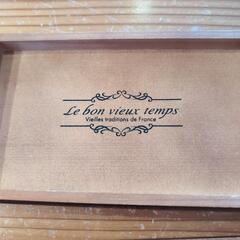 Le bon vieux temps
Vieilles traditions de France